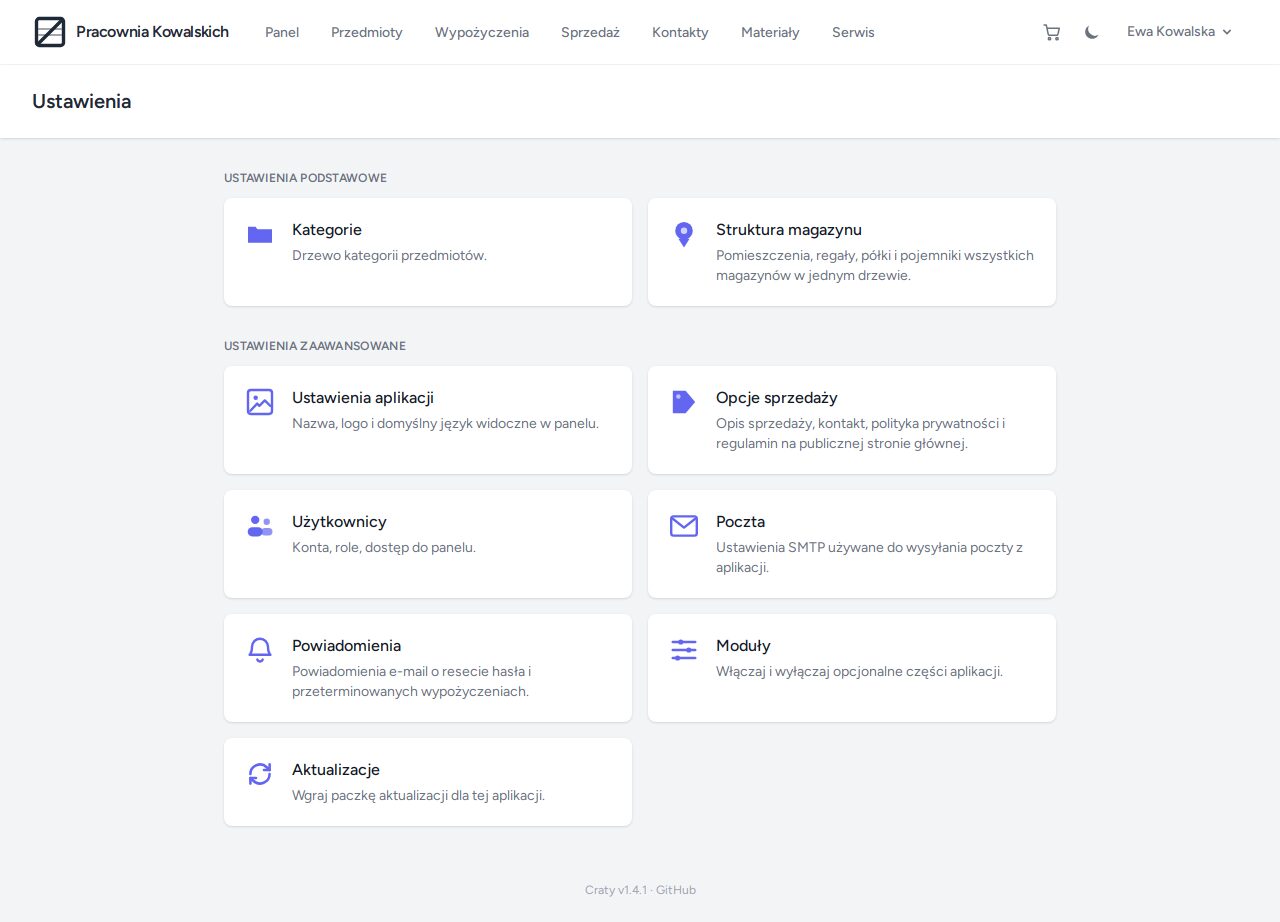 Pracownia Kowalskich
Panel
Przedmioty
Wypożyczenia
Sprzedaż
Kontakty
Materiały
Serwis
Ewa Kowalska
Ustawienia
USTAWIENIA PODSTAWOWE
Kategorie
Drzewo kategorii przedmiotów.
Struktura magazynu
Pomieszczenia, regały, półki i pojemniki wszystkich
magazynów w jednym drzewie.
USTAWIENIA ZAAWANSOWANE
Ustawienia aplikacji
Nazwa, logo i domyślny język widoczne w panelu.
Opcje sprzedaży
Opis sprzedaży, kontakt, polityka prywatności i
regulamin na publicznej stronie głównej.
Użytkownicy
Konta, role, dostęp do panelu.
Poczta
Ustawienia SMTP używane do wysyłania poczty z
aplikacji.
Powiadomienia
Powiadomienia e-mail o resecie hasła i
przeterminowanych wypożyczeniach.
Moduły
Włączaj i wyłączaj opcjonalne części aplikacji.
Aktualizacje
Wgraj paczkę aktualizacji dla tej aplikacji.
Craty v1.4.1 · GitHub